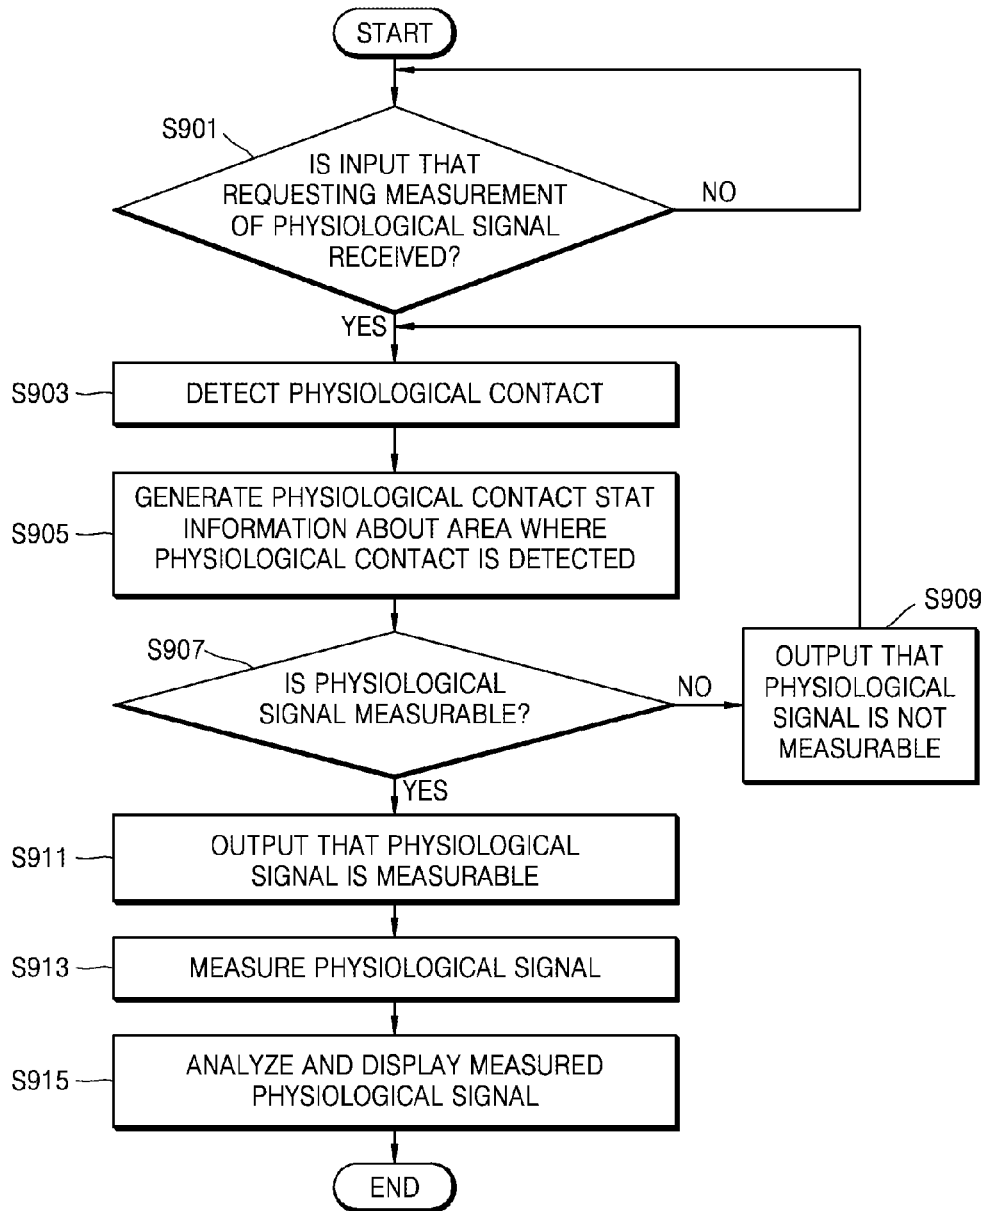 START
S901
IS INPUT THAT
REQUESTING MEASUREMENT
OF PHYSIOLOGICAL SIGNAL
RECEIVED?
NO
YES
S903
DETECT PHYSIOLOGICAL CONTACT
S905
GENERATE PHYSIOLOGICAL CONTACT STAT
INFORMATION ABOUT AREA WHERE
PHYSIOLOGICAL CONTACT IS DETECTED
S907
IS PHYSIOLOGICAL
SIGNAL MEASURABLE?
NO
S909
OUTPUT THAT
PHYSIOLOGICAL
SIGNAL IS NOT
MEASURABLE
YES
S911
OUTPUT THAT PHYSIOLOGICAL
SIGNAL IS MEASURABLE
S913
MEASURE PHYSIOLOGICAL SIGNAL
S915
ANALYZE AND DISPLAY MEASURED
PHYSIOLOGICAL SIGNAL
END